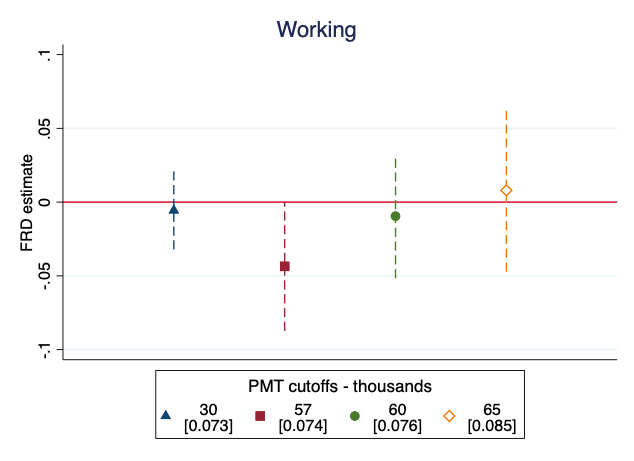 Working
.1
.05
0
-.05
-.1
FRD estimate
PMT cutoffs - thousands
30 57 60 65
[0.073] [0.074] [0.076] [0.085]